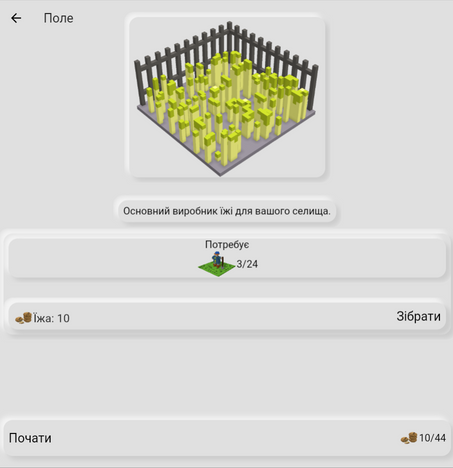 Поле
Основний виробник їжі для вашого селища.
Потребує
3/24
Їжа: 10
Зібрати
Почати
10/44